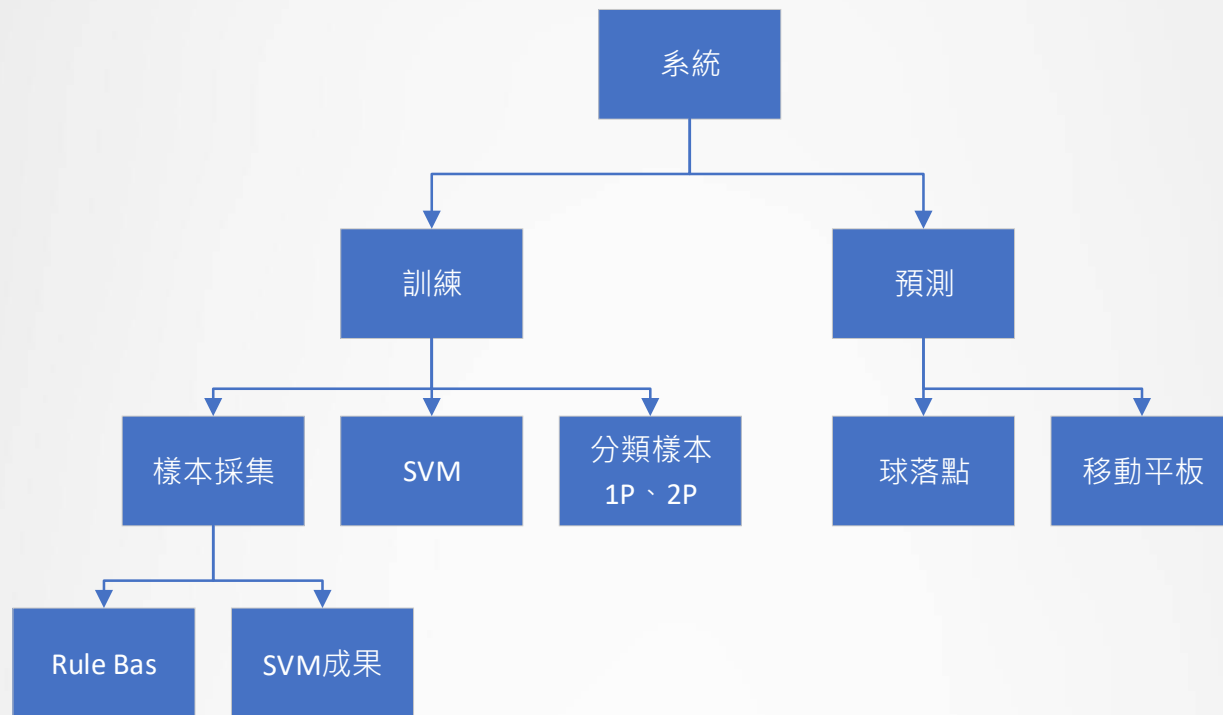 系統
訓練
預測
樣本採集
SVM
分類樣本
1P、2P
球落點
移動平板
Rule Bas
SVM成果